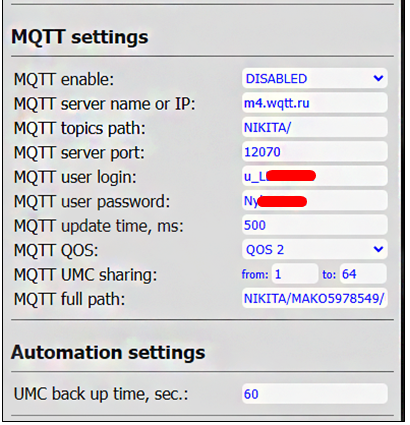 MQTT settings
MQTT enable: DISABLED
MQTT server name or IP: m4.wqtt.ru
MQTT topics path: NIKITA/
MQTT server port: 12070
MQTT user login: u_L
MQTT user password: Ny
MQTT update time, ms: 500
MQTT QOS: QOS 2
MQTT UMC sharing: from: 1 to: 64
MQTT full path: NIKITA/MAKO5978549/
Automation settings
UMC back up time, sec.: 60